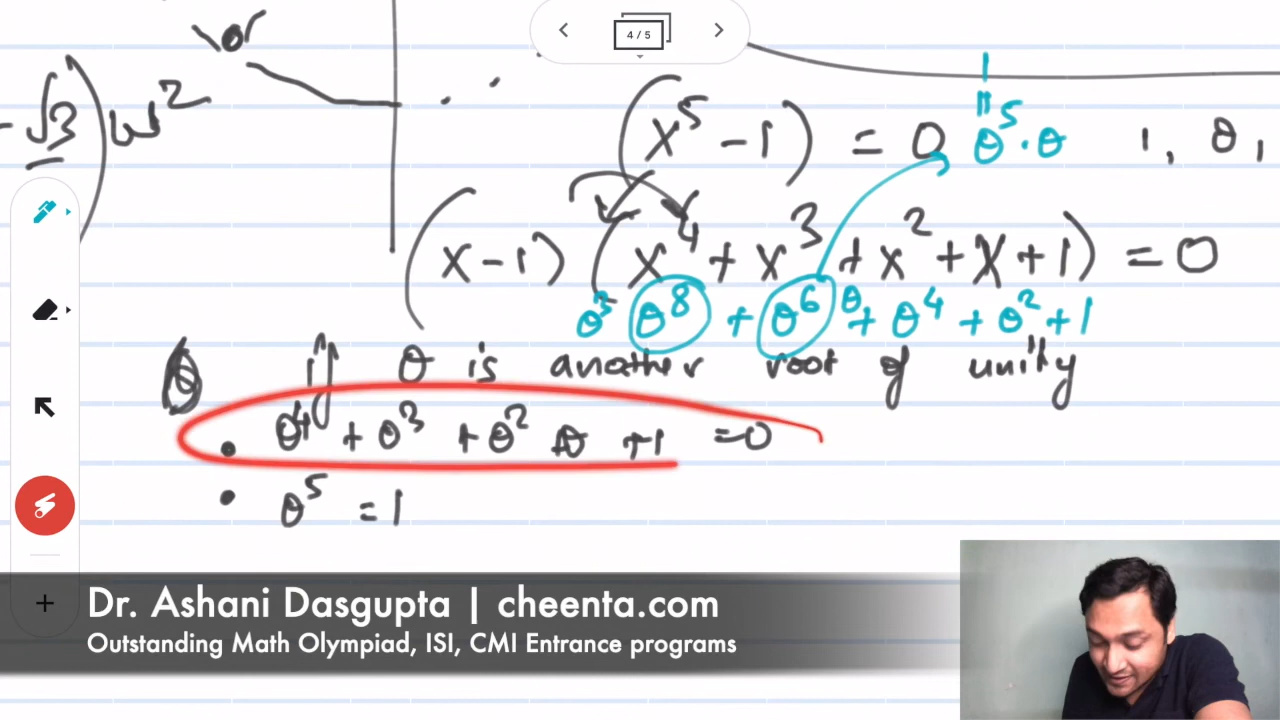 or
4 / 5
- √3) ω²
(x⁵ - 1) = 0
1
॥
θ⁵ · θ
1, θ,
(x - 1) (x⁴ + x³ + x² + x + 1) = 0
θ³ θ⁸ + θ⁶ θ + θ⁴ + θ² + 1
If θ is another root of unity
• θ⁴ + θ³ + θ² θ + 1 = 0
• θ⁵ = 1
Dr. Ashani Dasgupta | cheenta.com
Outstanding Math Olympiad, ISI, CMI Entrance programs